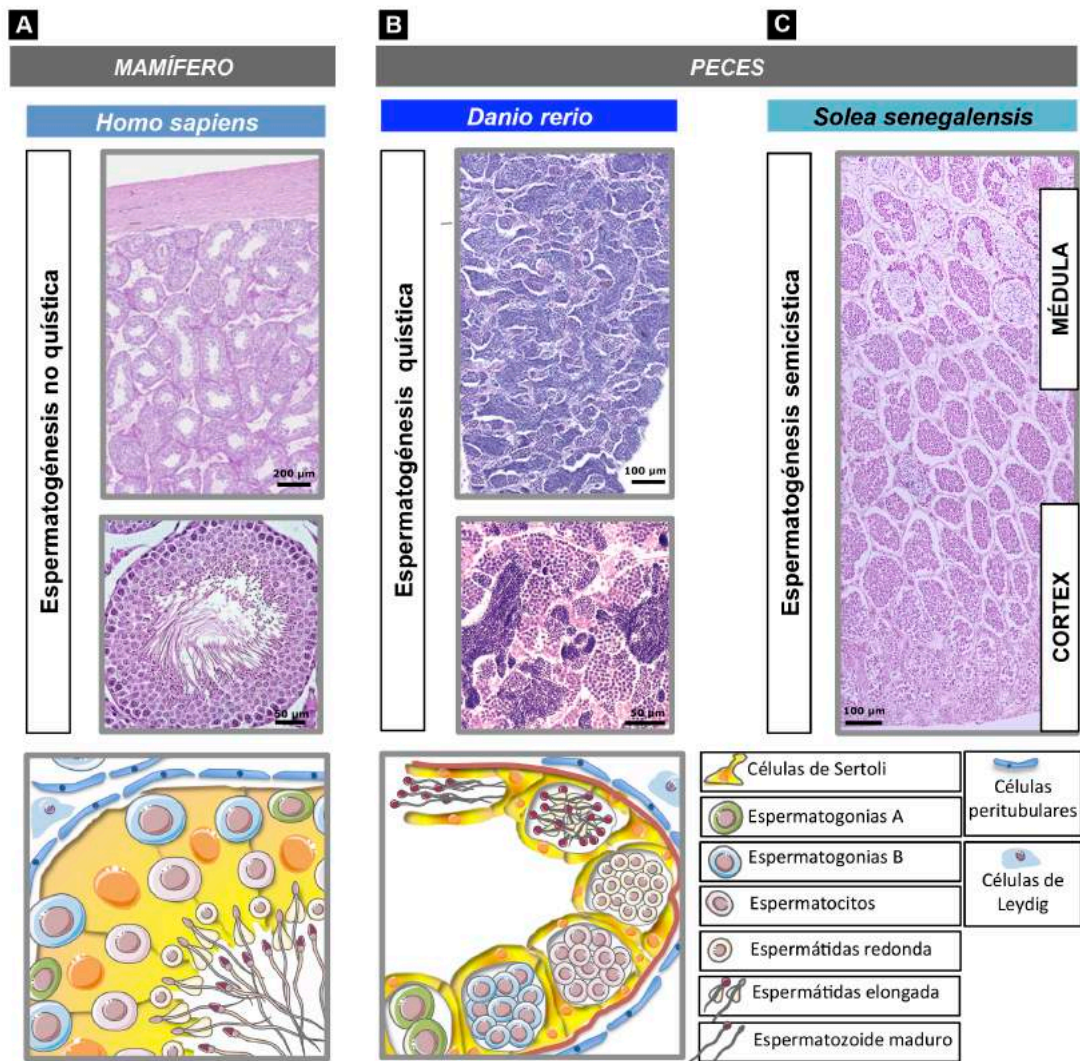 A
B
C
MAMÍFERO
PECES
Homo sapiens
Danio rerio
Solea senegalensis
Espermatogénesis no quística
200 µm
50 µm
Espermatogénesis quística
100 µm
50 µm
Espermatogénesis semicística
MÉDULA
CORTEX
100 µm
Células de Sertoli
Espermatogonias A
Espermatogonias B
Espermatocitos
Espermátidas redonda
Espermátidas elongada
Espermatozoide maduro
Células
peritubulares
Células de
Leydig